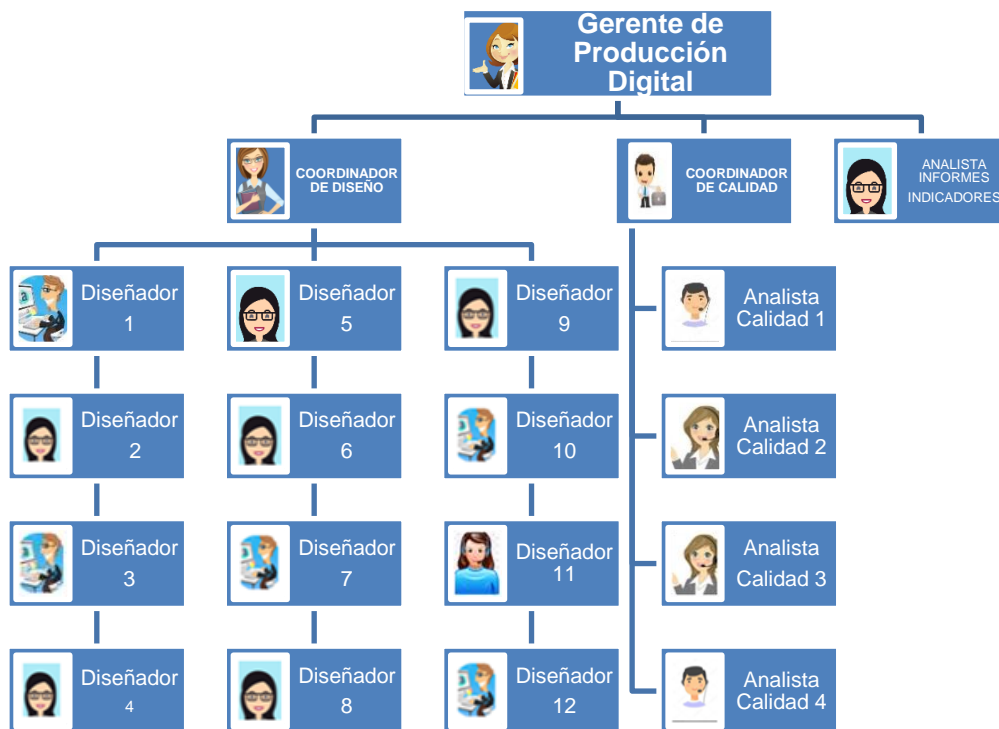 Gerente de
Producción
Digital
COORDINADOR
DE DISEÑO
COORDINADOR
DE CALIDAD
ANALISTA
INFORMES
INDICADORES
Diseñador
1
Diseñador
5
Diseñador
9
Analista
Calidad 1
Diseñador
2
Diseñador
6
Diseñador
10
Analista
Calidad 2
Diseñador
3
Diseñador
7
Diseñador
11
Analista
Calidad 3
Diseñador
4
Diseñador
8
Diseñador
12
Analista
Calidad 4